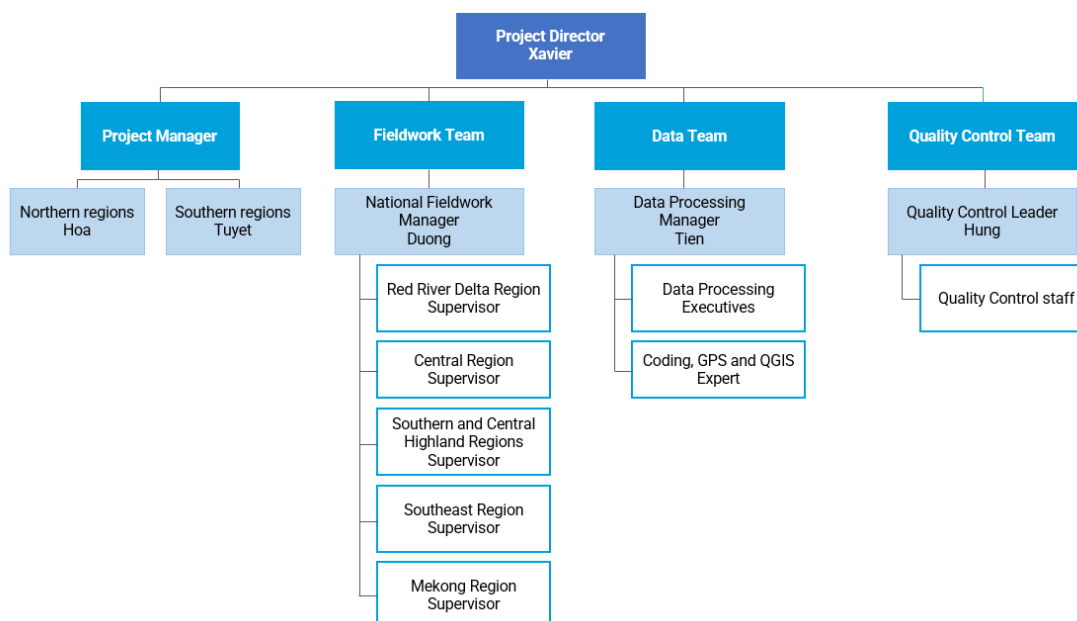 Project Director
Xavier
Project Manager
Fieldwork Team
Data Team
Quality Control Team
Northern regions
Hoa
Southern regions
Tuyet
National Fieldwork
Manager
Duong
Data Processing
Manager
Tien
Quality Control Leader
Hung
Red River Delta Region
Supervisor
Central Region
Supervisor
Southern and Central
Highland Regions
Supervisor
Southeast Region
Supervisor
Mekong Region
Supervisor
Data Processing
Executives
Coding, GPS and QGIS
Expert
Quality Control staff